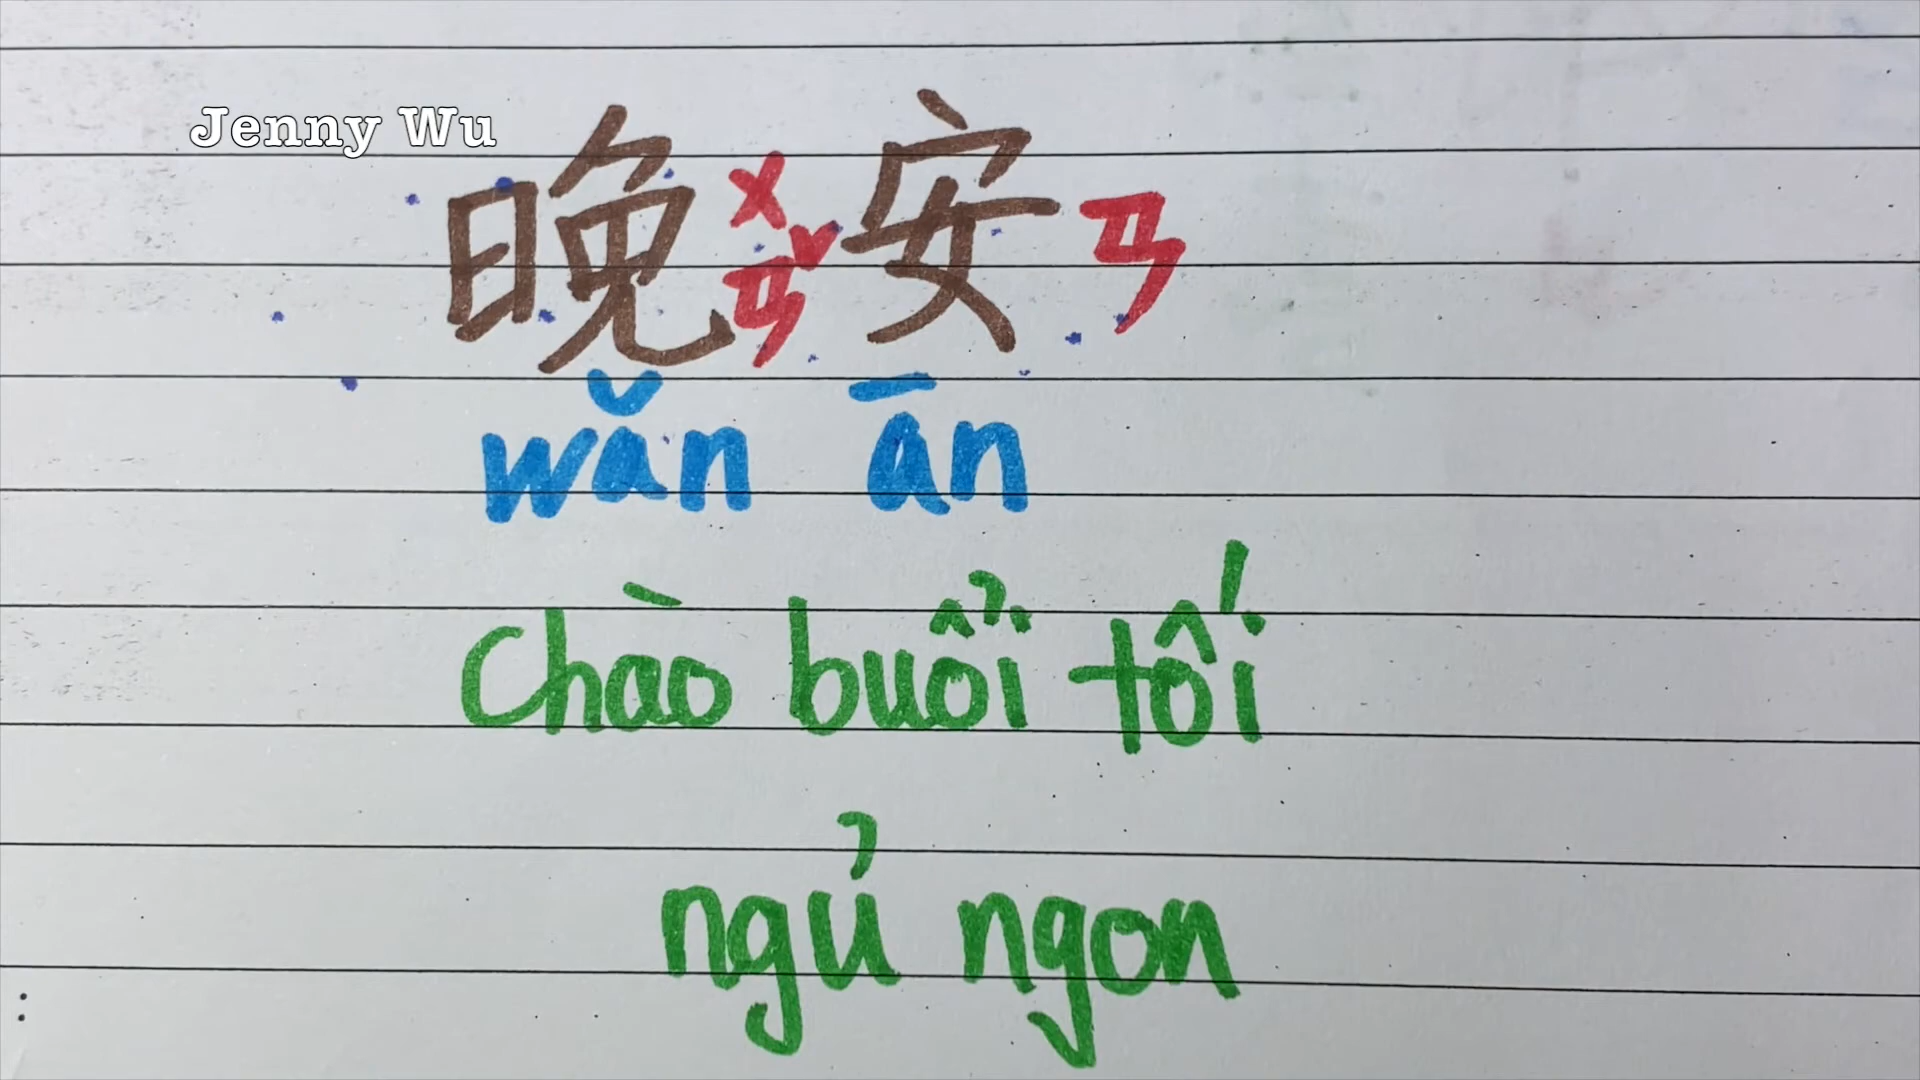 Jenny Wu
晚ㄨㄢˇ安ㄢ
wǎn ān
chào buổi tối
ngủ ngon